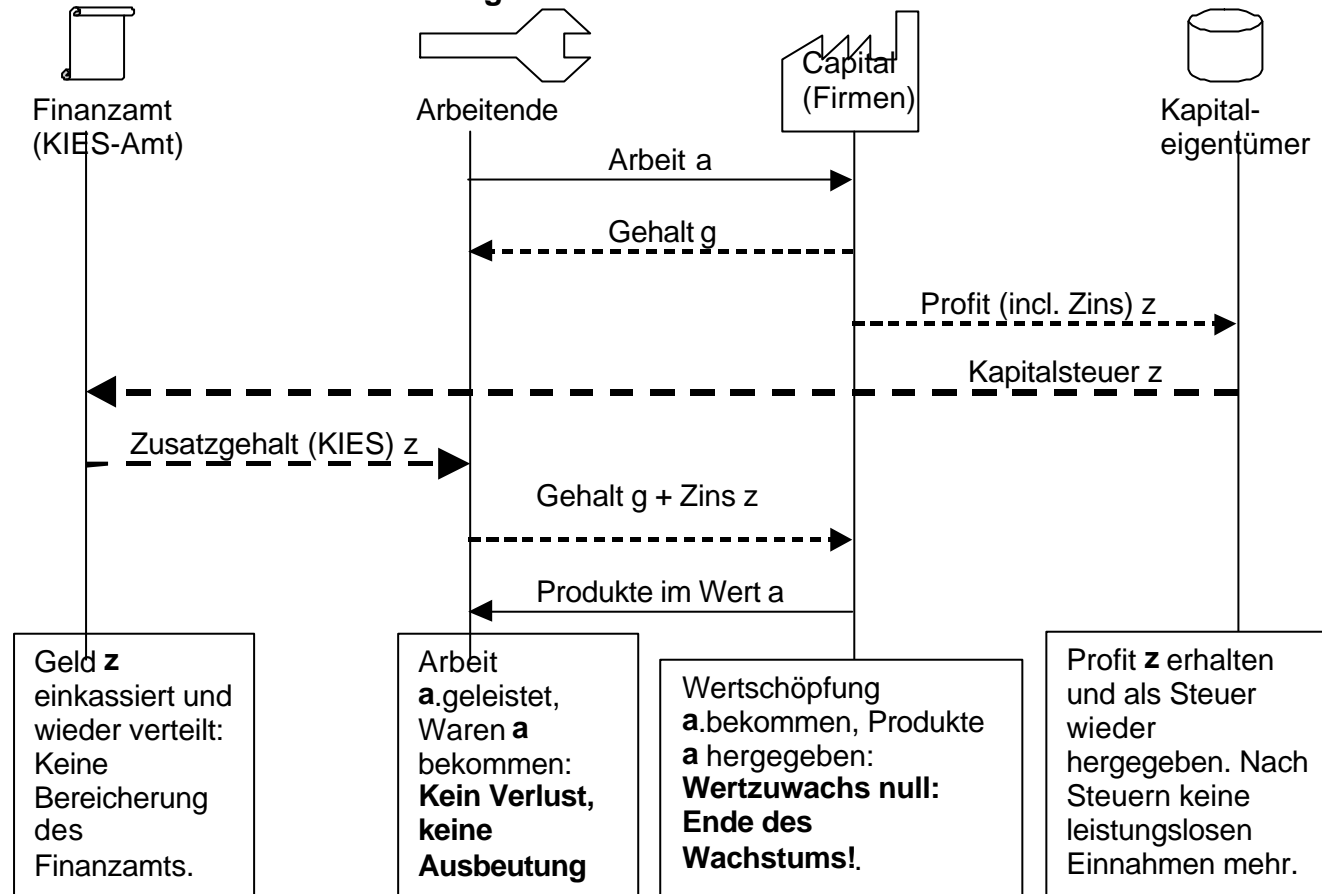 Finanzamt
(KIES-Amt)
Arbeitende
Capital
(Firmen)
Kapital-
eigentümer
Arbeit a
Gehalt g
Profit (incl. Zins) z
Kapitalsteuer z
Zusatzgehalt (KIES) z
Gehalt g + Zins z
Produkte im Wert a
Geld z
einkassiert und
wieder verteilt:
Keine
Bereicherung
des
Finanzamts.
Arbeit
a.geleistet,
Waren a
bekommen:
Kein Verlust,
keine
Ausbeutung
Wertschöpfung
a.bekommen, Produkte
a hergegeben:
Wertzuwachs null:
Ende des
Wachstums!.
Profit z erhalten
und als Steuer
wieder
hergegeben. Nach
Steuern keine
leistungslosen
Einnahmen mehr.